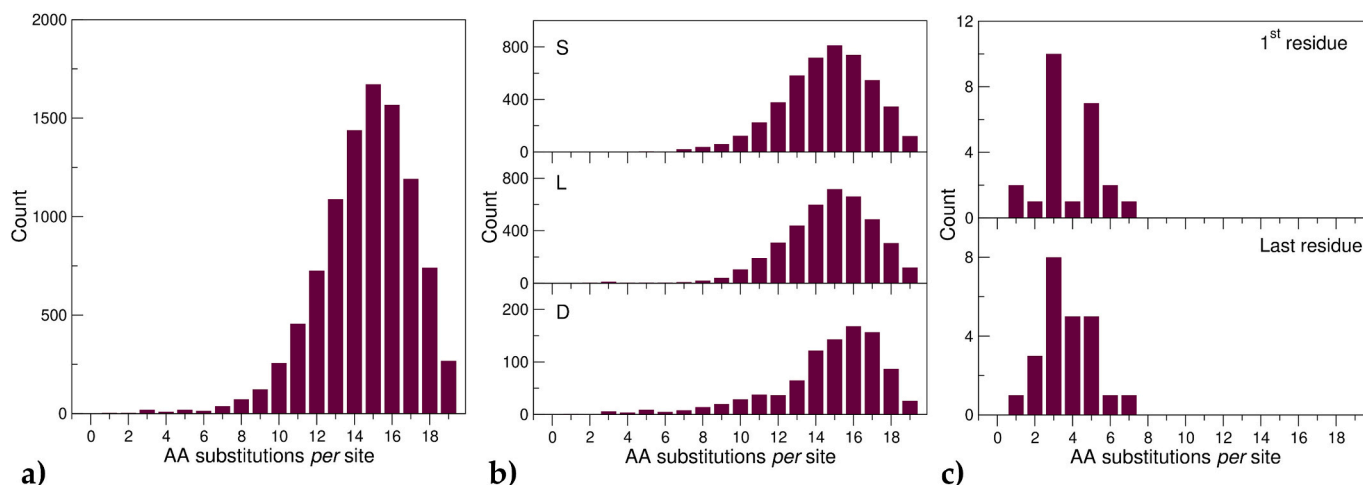 2000
1500
1000
500
0
Count
0 2 4 6 8 10 12 14 16 18
AA substitutions per site
a)
S
800
400
0
L
800
400
0
Count
D
200
100
0
0 2 4 6 8 10 12 14 16 18
AA substitutions per site
b)
12
1st residue
8
4
0
Count
Last residue
8
4
0
0 2 4 6 8 10 12 14 16 18
AA substitutions per site
c)